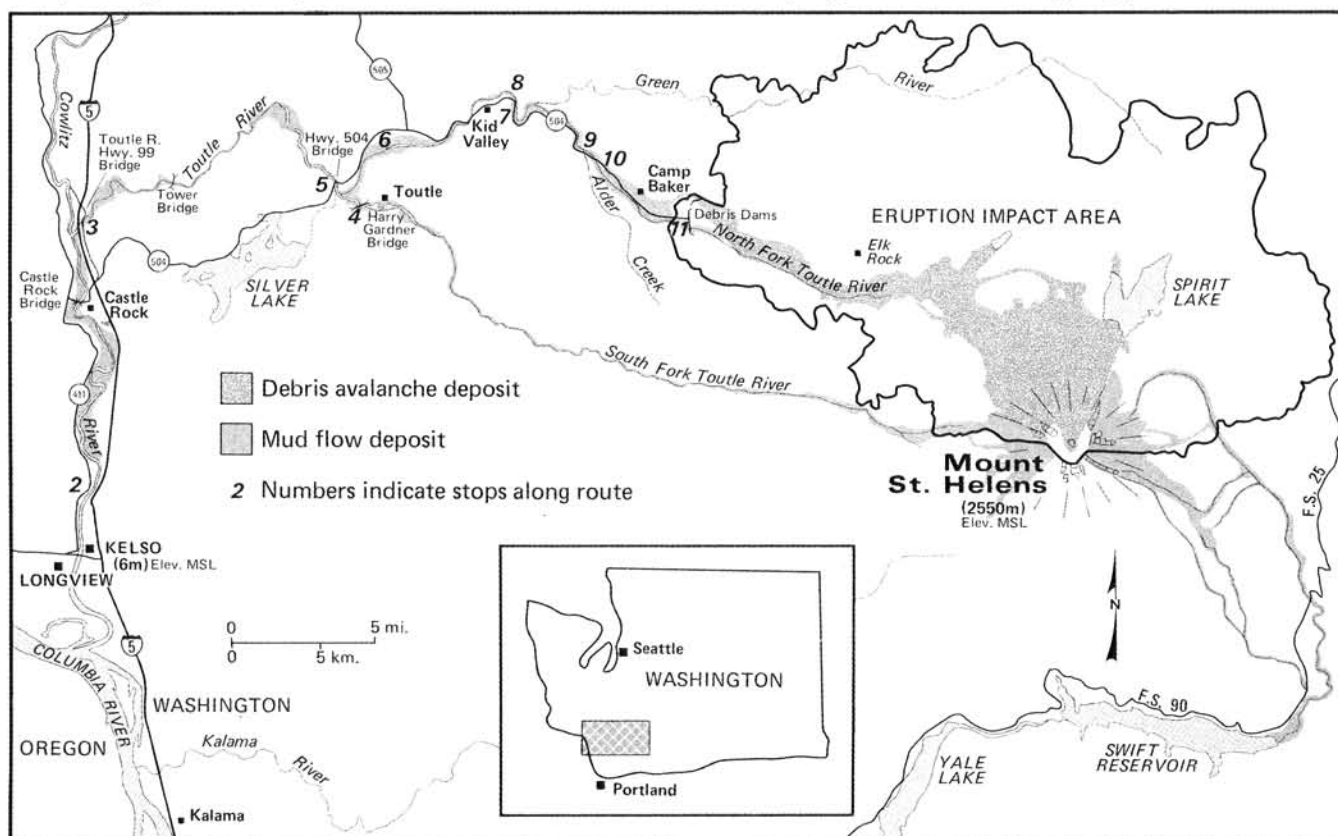 505
8
Green
River
5
Cowlitz
Toutle R.
Hwy. 99
Bridge
Toutle River
Hwy. 504
Bridge
6
7
Kid
Valley
504
9
10
Tower
Bridge
5
Toutle
Camp
Baker
Alder
Creek
3
4
Harry
Gardner
Bridge
11
Debris Dams
ERUPTION IMPACT AREA
North Fork Toutle River
Elk
Rock
504
SILVER
LAKE
SPIRIT
LAKE
Castle
Rock
Bridge
Castle
Rock
South Fork Toutle River
411
River
Debris avalanche deposit
Mud flow deposit
2 Numbers indicate stops along route
2
Mount
St. Helens
(2550m)
Elev. MSL
F.S. 25
KELSO
(6m) Elev. MSL
LONGVIEW
0 5 mi.
0 5 km.
5
N
COLUMBIA RIVER
WASHINGTON
OREGON
Kalama
River
Kalama
Seattle
WASHINGTON
Portland
F.S. 90
YALE
LAKE
SWIFT
RESERVOIR